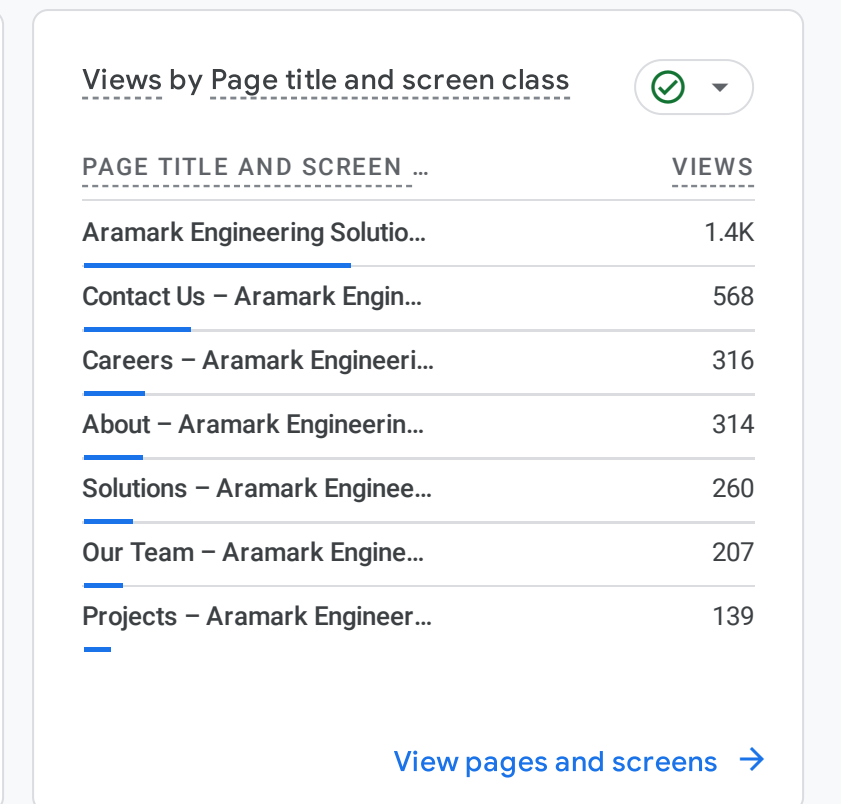 Views by Page title and screen class
PAGE TITLE AND SCREEN … VIEWS
Aramark Engineering Solutio… 1.4K
Contact Us – Aramark Engin… 568
Careers – Aramark Engineeri… 316
About – Aramark Engineerin… 314
Solutions – Aramark Enginee… 260
Our Team – Aramark Engine… 207
Projects – Aramark Engineer… 139
View pages and screens